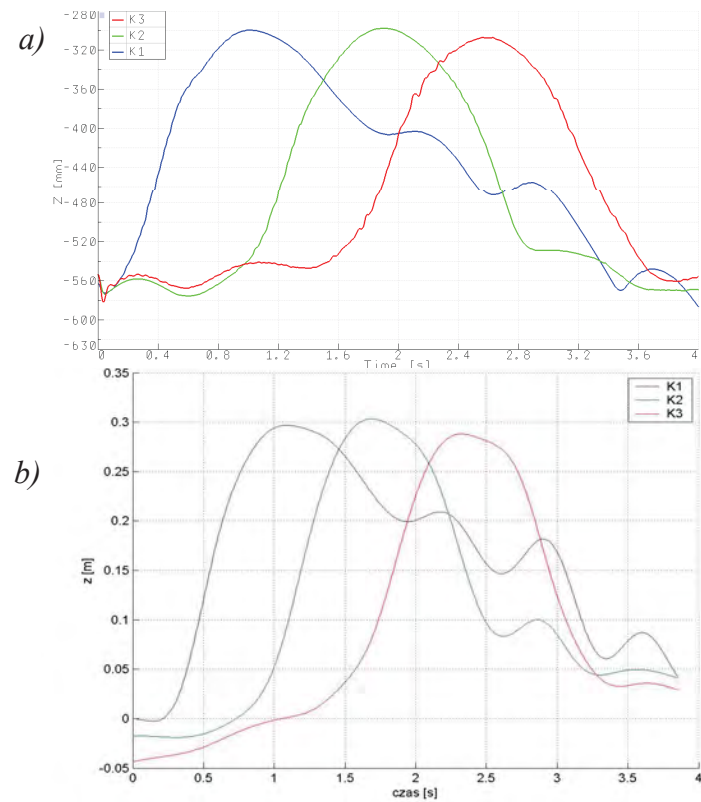 a)
K3
K2
K1
-280
-320
-360
-400
-440
-480
-520
-560
-600
-630
Z [mm]
0 0.4 0.8 1.2 1.6 2 2.4 2.8 3.2 3.6 4
Time [s]
b)
K1
K2
K3
0.35
0.3
0.25
0.2
0.15
0.1
0.05
0
-0.05
z [m]
0 0.5 1 1.5 2 2.5 3 3.5 4
czas [s]